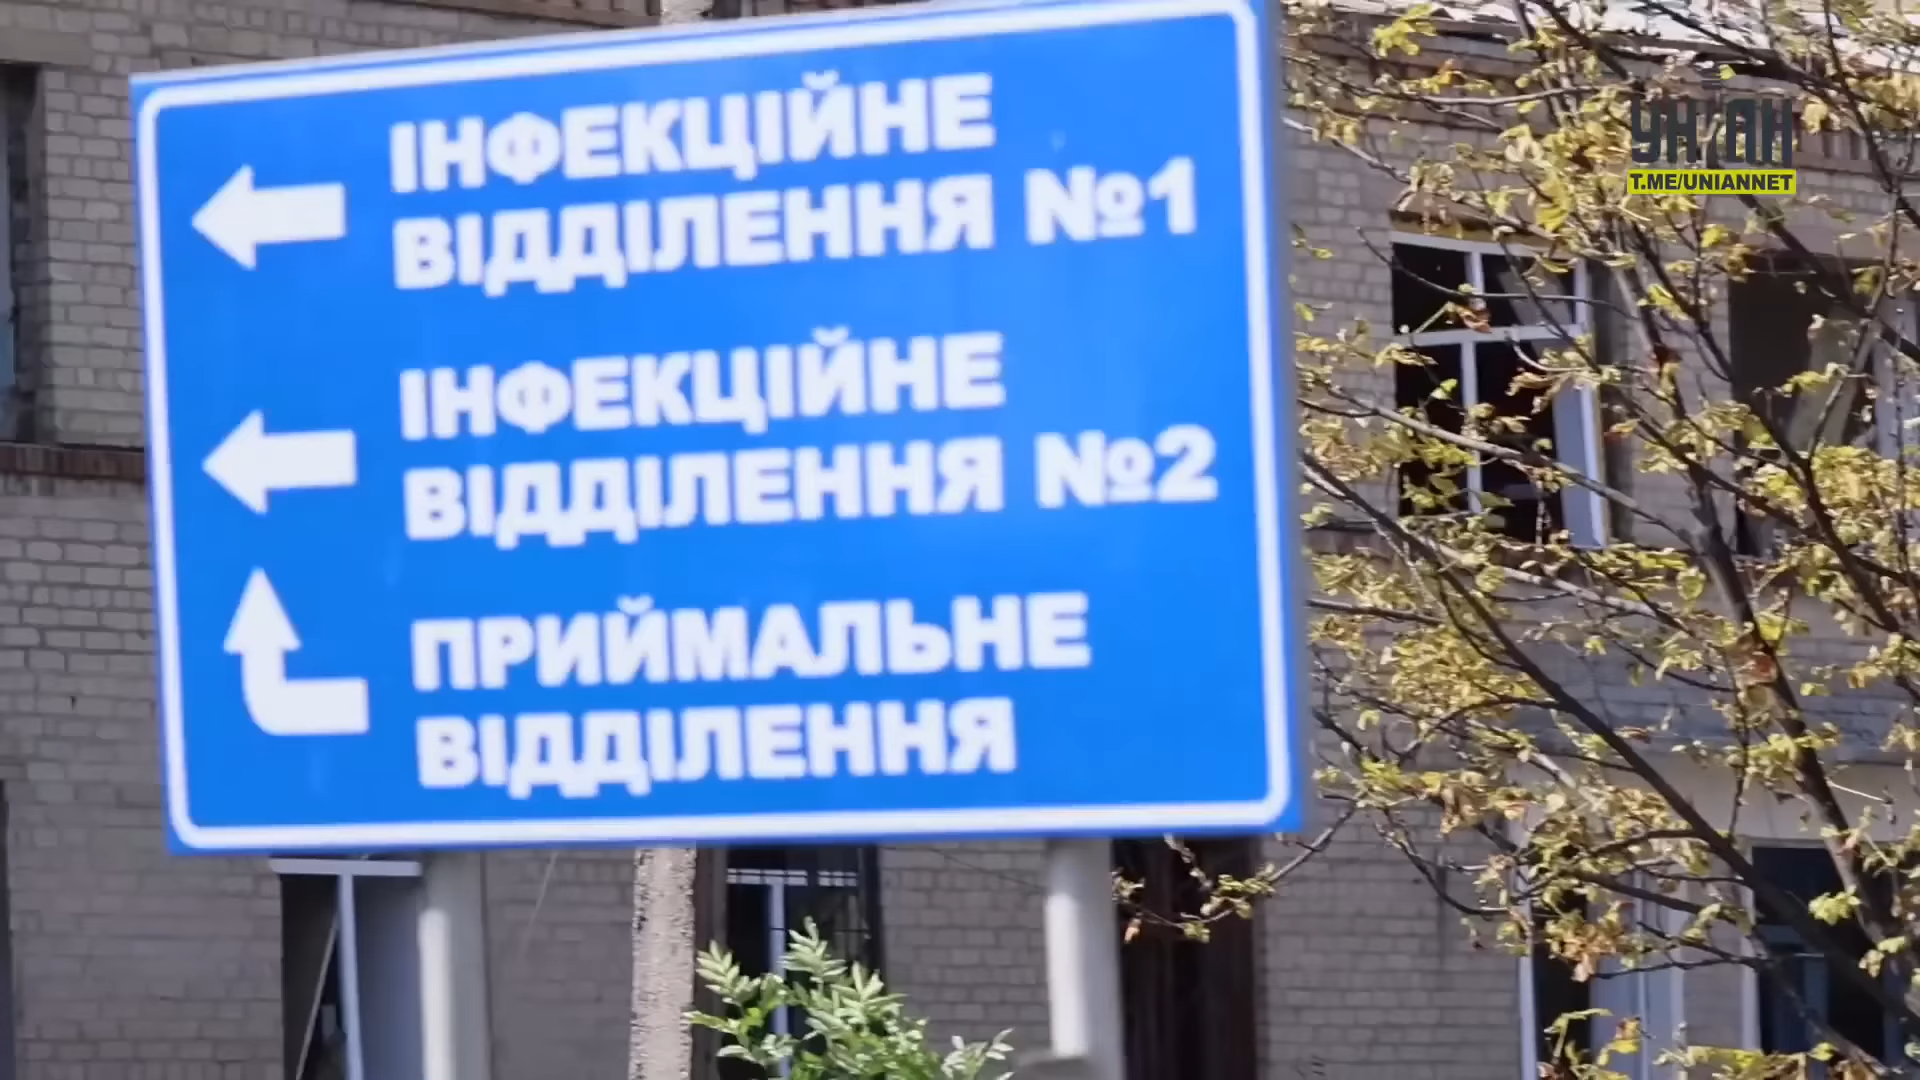 ІНФЕКЦІЙНЕ
ВІДДІЛЕННЯ №1
ІНФЕКЦІЙНЕ
ВІДДІЛЕННЯ №2
ПРИЙМАЛЬНЕ
ВІДДІЛЕННЯ
УНІАН
T.ME/UNIANNET